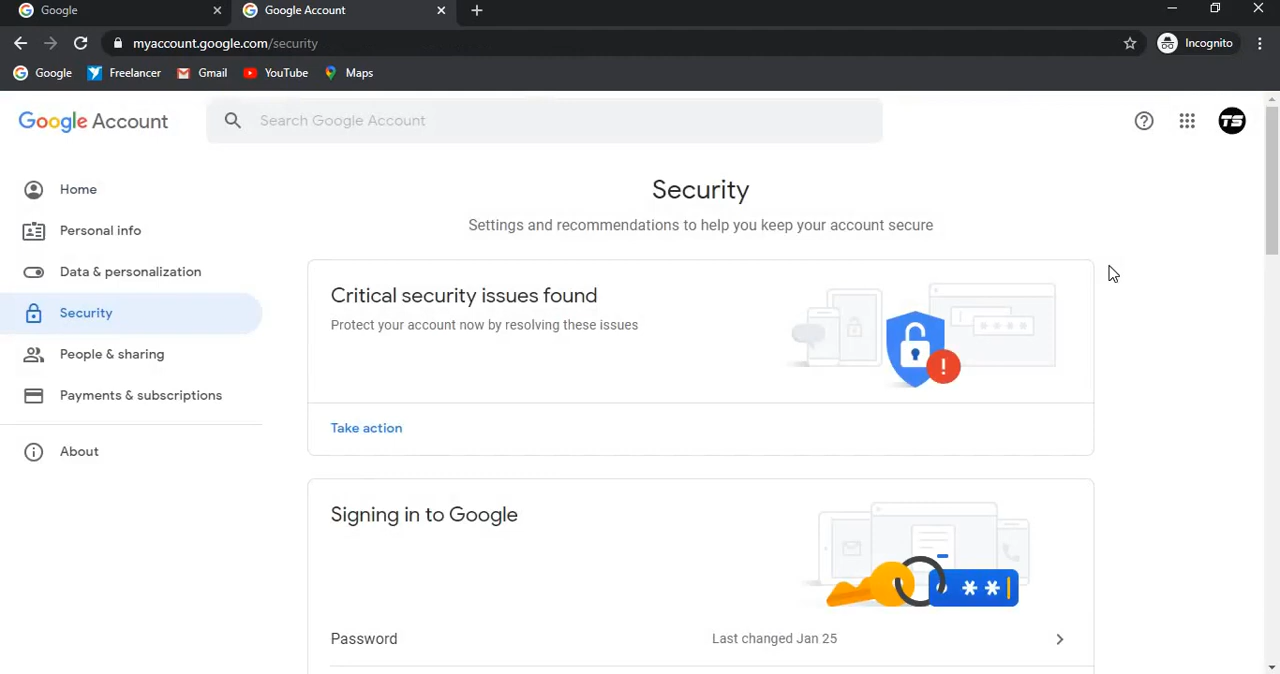 Google
Google Account
myaccount.google.com/security
Incognito
Google
Freelancer
Gmail
YouTube
Maps
Google Account
Search Google Account
TS
Home
Personal info
Data & personalization
Security
People & sharing
Payments & subscriptions
About
Security
Settings and recommendations to help you keep your account secure
Critical security issues found
Protect your account now by resolving these issues
!
Take action
Signing in to Google
**
Password
Last changed Jan 25